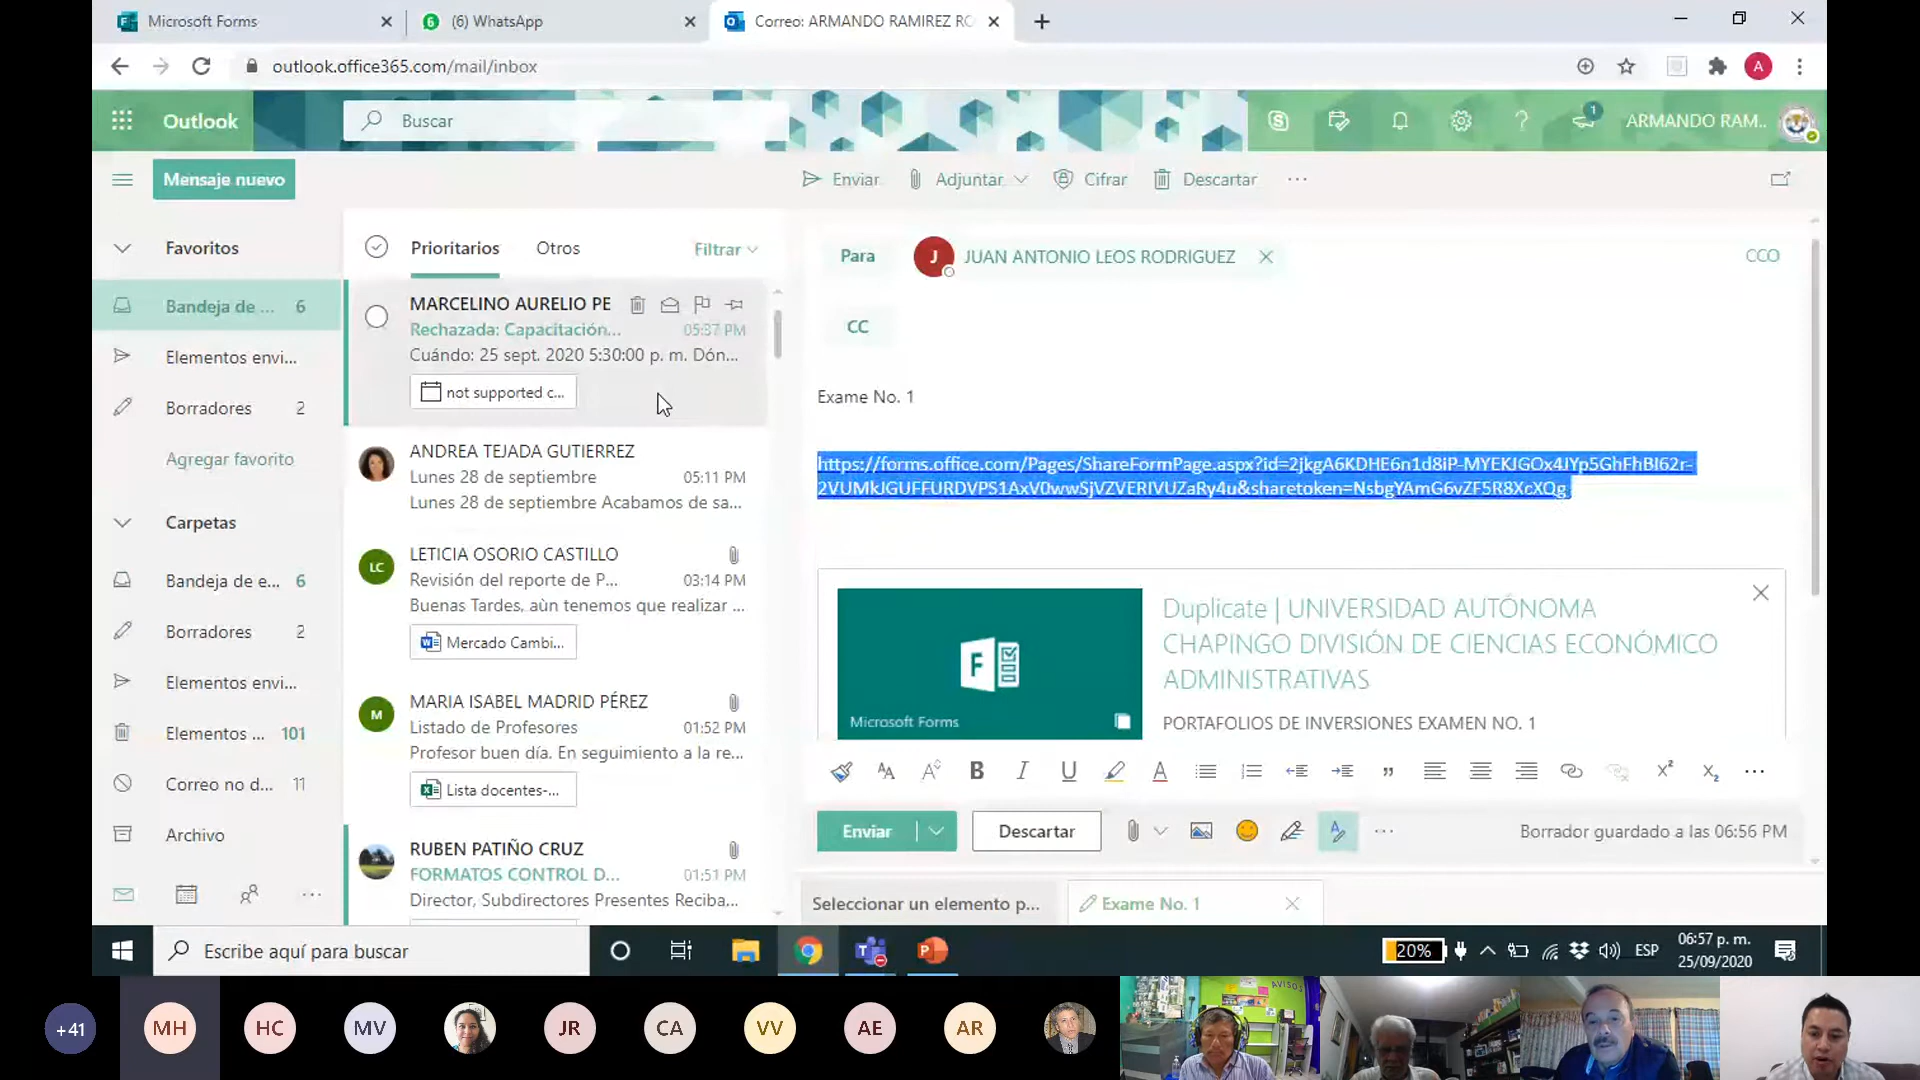 Microsoft Forms
(6) WhatsApp
Correo: ARMANDO RAMIREZ RO
outlook.office365.com/mail/inbox
A
Outlook
Buscar
1
ARMANDO RAM..
Mensaje nuevo
Enviar
Adjuntar
Cifrar
Descartar
Favoritos
Prioritarios
Otros
Filtrar
Para
J
JUAN ANTONIO LEOS RODRIGUEZ
CCO
Bandeja de ... 6
MARCELINO AURELIO PE
Rechazada: Capacitación...
05:37 PM
Cuándo: 25 sept. 2020 5:30:00 p. m. Dón...
not supported c...
CC
Elementos envi...
Borradores 2
Agregar favorito
Exame No. 1
ANDREA TEJADA GUTIERREZ
Lunes 28 de septiembre
05:11 PM
Lunes 28 de septiembre Acabamos de sa...
https://forms.office.com/Pages/ShareFormPage.aspx?id=2jkgA6KDHE6n1d8iP-MYEKJGOx4JYp5GhFhBI62r-
2VUMkJGUFFURDVPS1AxV0wwSjVZVERIVUZaRy4u&sharetoken=NsbgYAmG6vZF5R8XcXQg
Carpetas
Bandeja de e... 6
Borradores 2
Elementos envi...
Elementos ... 101
Correo no d... 11
Archivo
LC
LETICIA OSORIO CASTILLO
Revisión del reporte de P...
03:14 PM
Buenas Tardes, aùn tenemos que realizar ...
Mercado Cambi...
M
MARIA ISABEL MADRID PÉREZ
Listado de Profesores
01:52 PM
Profesor buen día. En seguimiento a la re...
Lista docentes-...
RUBEN PATIÑO CRUZ
FORMATOS CONTROL D...
01:51 PM
Director, Subdirectores Presentes Reciba...
F
Microsoft Forms
Duplicate | UNIVERSIDAD AUTÓNOMA
CHAPINGO DIVISIÓN DE CIENCIAS ECONÓMICO
ADMINISTRATIVAS
PORTAFOLIOS DE INVERSIONES EXAMEN NO. 1
Enviar
Descartar
Borrador guardado a las 06:56 PM
Seleccionar un elemento p...
Exame No. 1
Escribe aquí para buscar
20%
ESP
06:57 p. m.
25/09/2020
+41
MH
HC
MV
JR
CA
VV
AE
AR
AVISOS